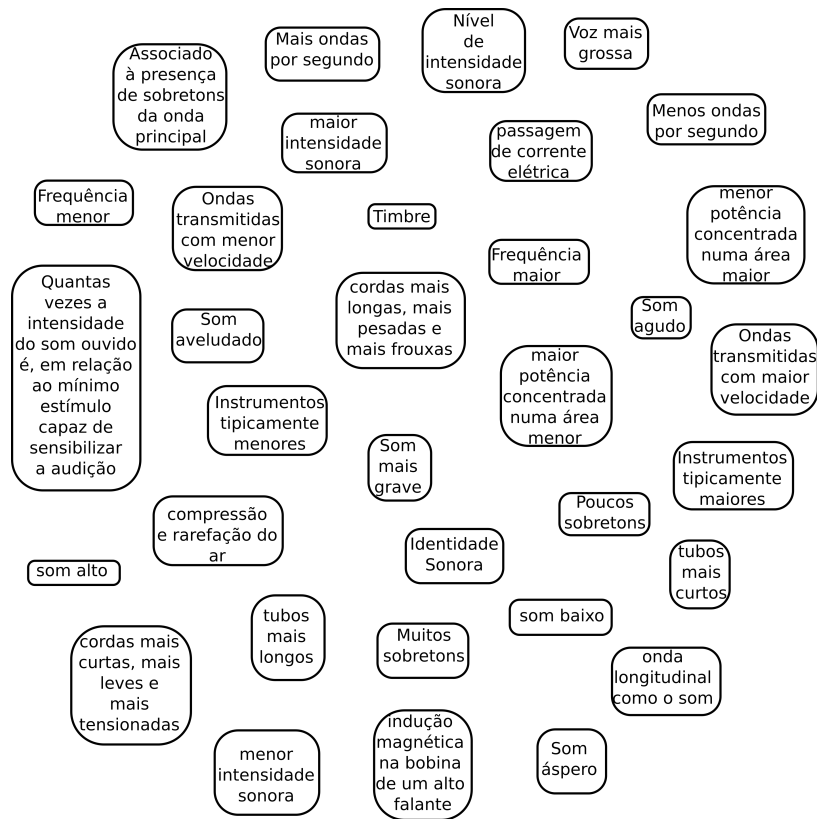 Associado
à presença
de sobretons
da onda
principal
Mais ondas
por segundo
Nível
de
intensidade
sonora
Voz mais
grossa
maior
intensidade
sonora
passagem
de corrente
elétrica
Menos ondas
por segundo
Frequência
menor
Ondas
transmitidas
com menor
velocidade
Timbre
Frequência
maior
menor
potência
concentrada
numa área
maior
Quantas
vezes a
intensidade
do som ouvido
é, em relação
ao mínimo
estímulo
capaz de
sensibilizar
a audição
Som
aveludado
cordas mais
longas, mais
pesadas e
mais frouxas
Som
agudo
Ondas
transmitidas
com maior
velocidade
Instrumentos
tipicamente
menores
maior
potência
concentrada
numa área
menor
Som
mais
grave
Instrumentos
tipicamente
maiores
compressão
e rarefação do
ar
Poucos
sobretons
som alto
Identidade
Sonora
tubos
mais
curtos
tubos
mais
longos
som baixo
cordas mais
curtas, mais
leves e
mais
tensionadas
Muitos
sobretons
onda
longitudinal
como o som
menor
intensidade
sonora
indução
magnética
na bobina
de um alto
falante
Som
áspero